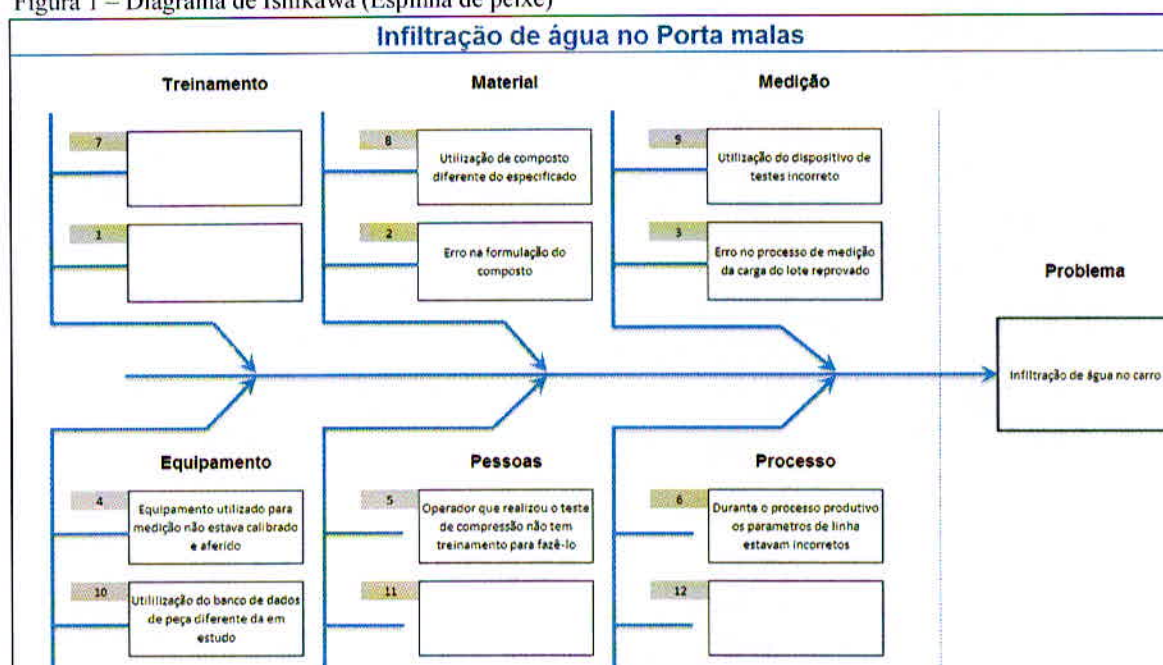 Figura 1 – Diagrama de Ishikawa (Espinha de peixe)
Infiltração de água no Porta malas
Treinamento
Material
Medição
7
8
Utilização de composto
diferente do especificado
9
Utilização do dispositivo de
testes incorreto
1
2
Erro na formulação do
composto
3
Erro no processo de medição
da carga do lote reprovado
Problema
Infiltração de água no carro
Equipamento
Pessoas
Processo
4
Equipamento utilizado para
medição não estava calibrado
e aferido
5
Operador que realizou o teste
de compressão não tem
treinamento para fazê-lo
6
Durante o processo produtivo
os parametros de linha
estavam incorretos
10
Utililização do banco de dados
de peça diferente da em
estudo
11
12